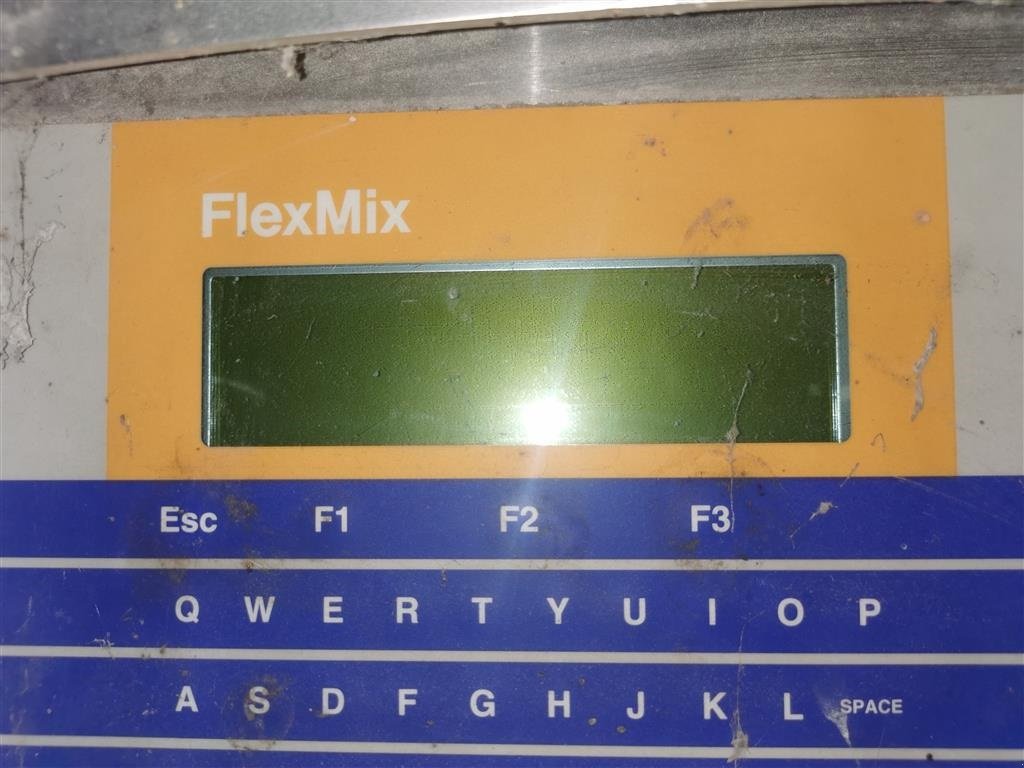 FlexMix
Esc F1 F2 F3
Q W E R T Y U I O P
A S D F G H J K L SPACE